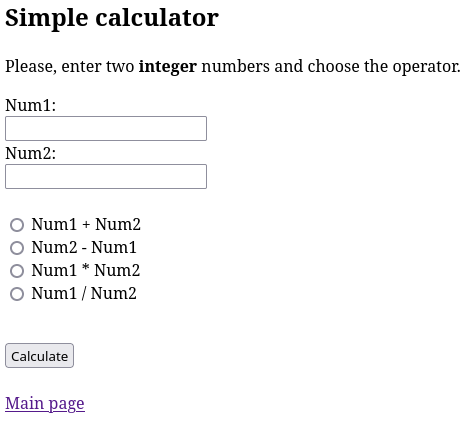 Simple calculator
Please, enter two integer numbers and choose the operator.
Num1:
Num2:
Num1 + Num2
Num2 - Num1
Num1 * Num2
Num1 / Num2
Calculate
Main page